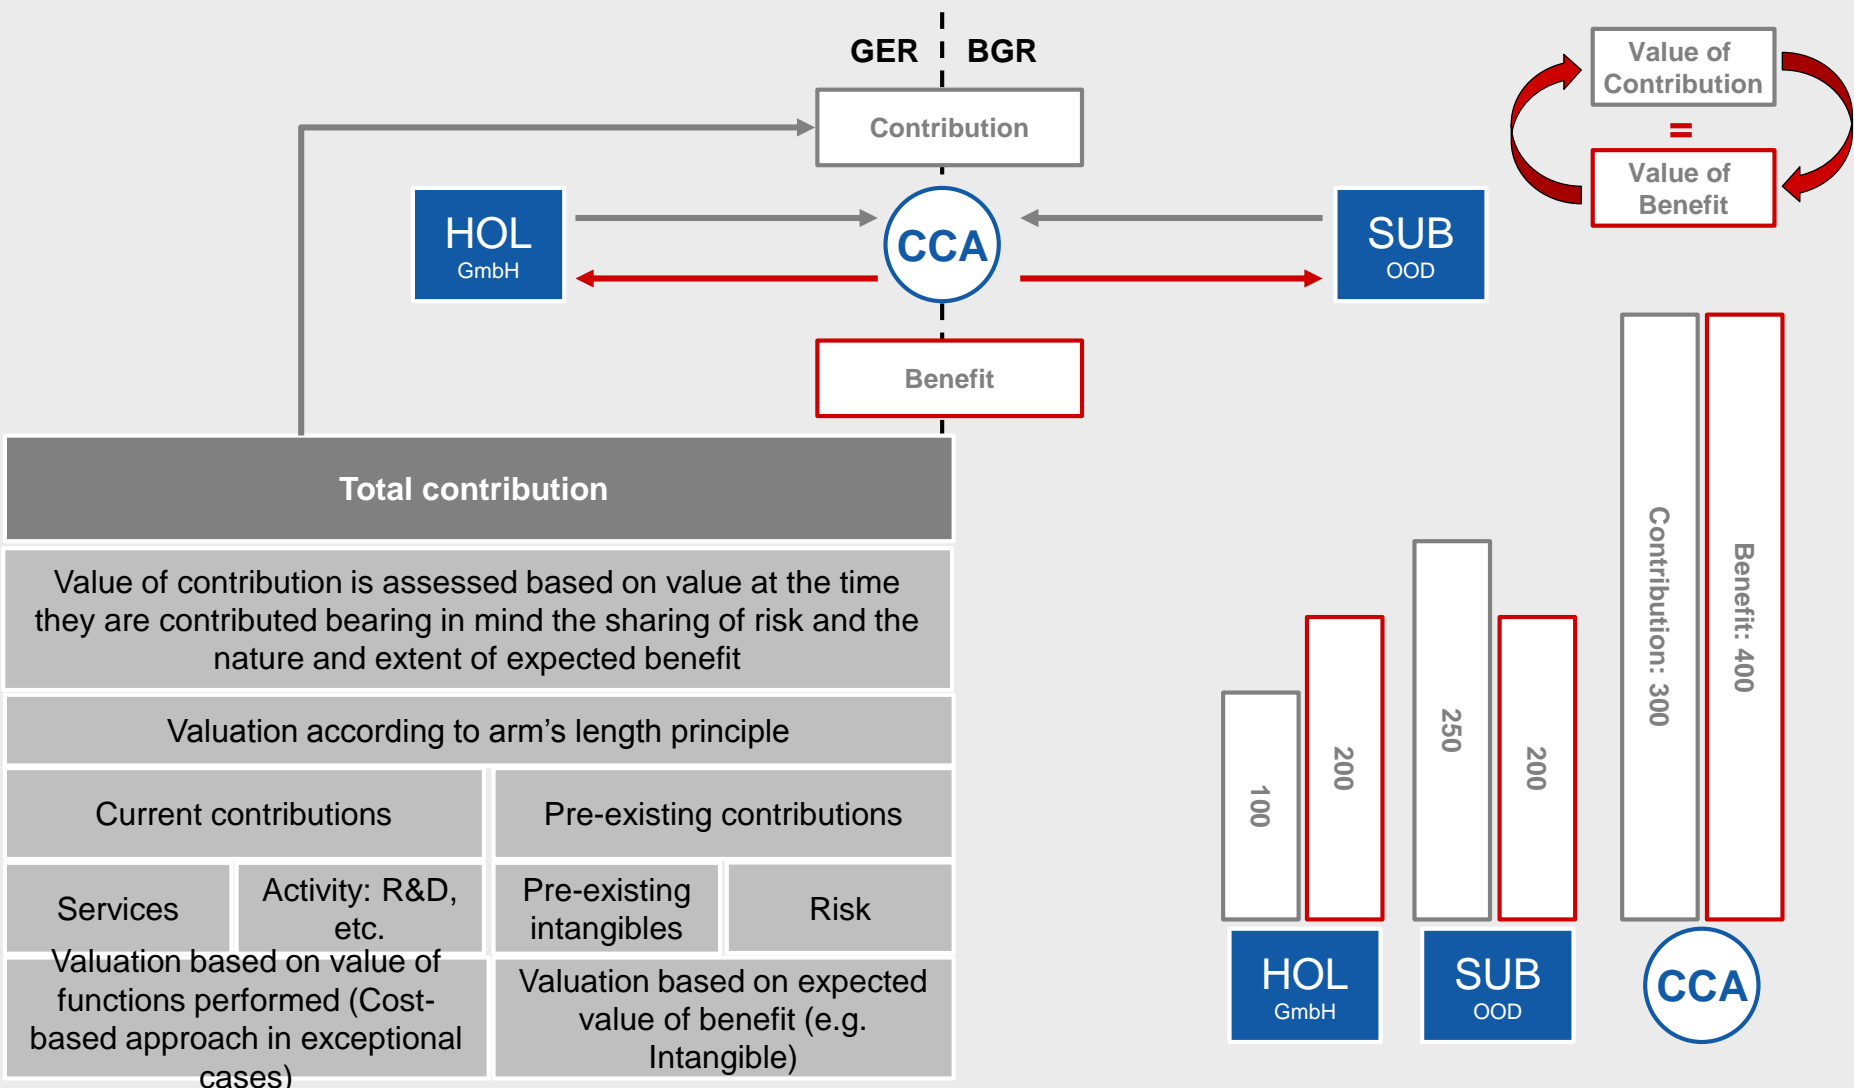 GER
BGR
Contribution
Value of
Contribution
=
Value of
Benefit
HOL
GmbH
CCA
SUB
OOD
Benefit
Total contribution
Value of contribution is assessed based on value at the time
they are contributed bearing in mind the sharing of risk and the
nature and extent of expected benefit
Valuation according to arm’s length principle
Current contributions
Pre-existing contributions
Services
Activity: R&D,
etc.
Pre-existing
intangibles
Risk
Valuation based on value of
functions performed (Cost-
based approach in exceptional
cases)
Valuation based on expected
value of benefit (e.g.
Intangible)
100
200
250
200
Contribution: 300
Benefit: 400
HOL
GmbH
SUB
OOD
CCA